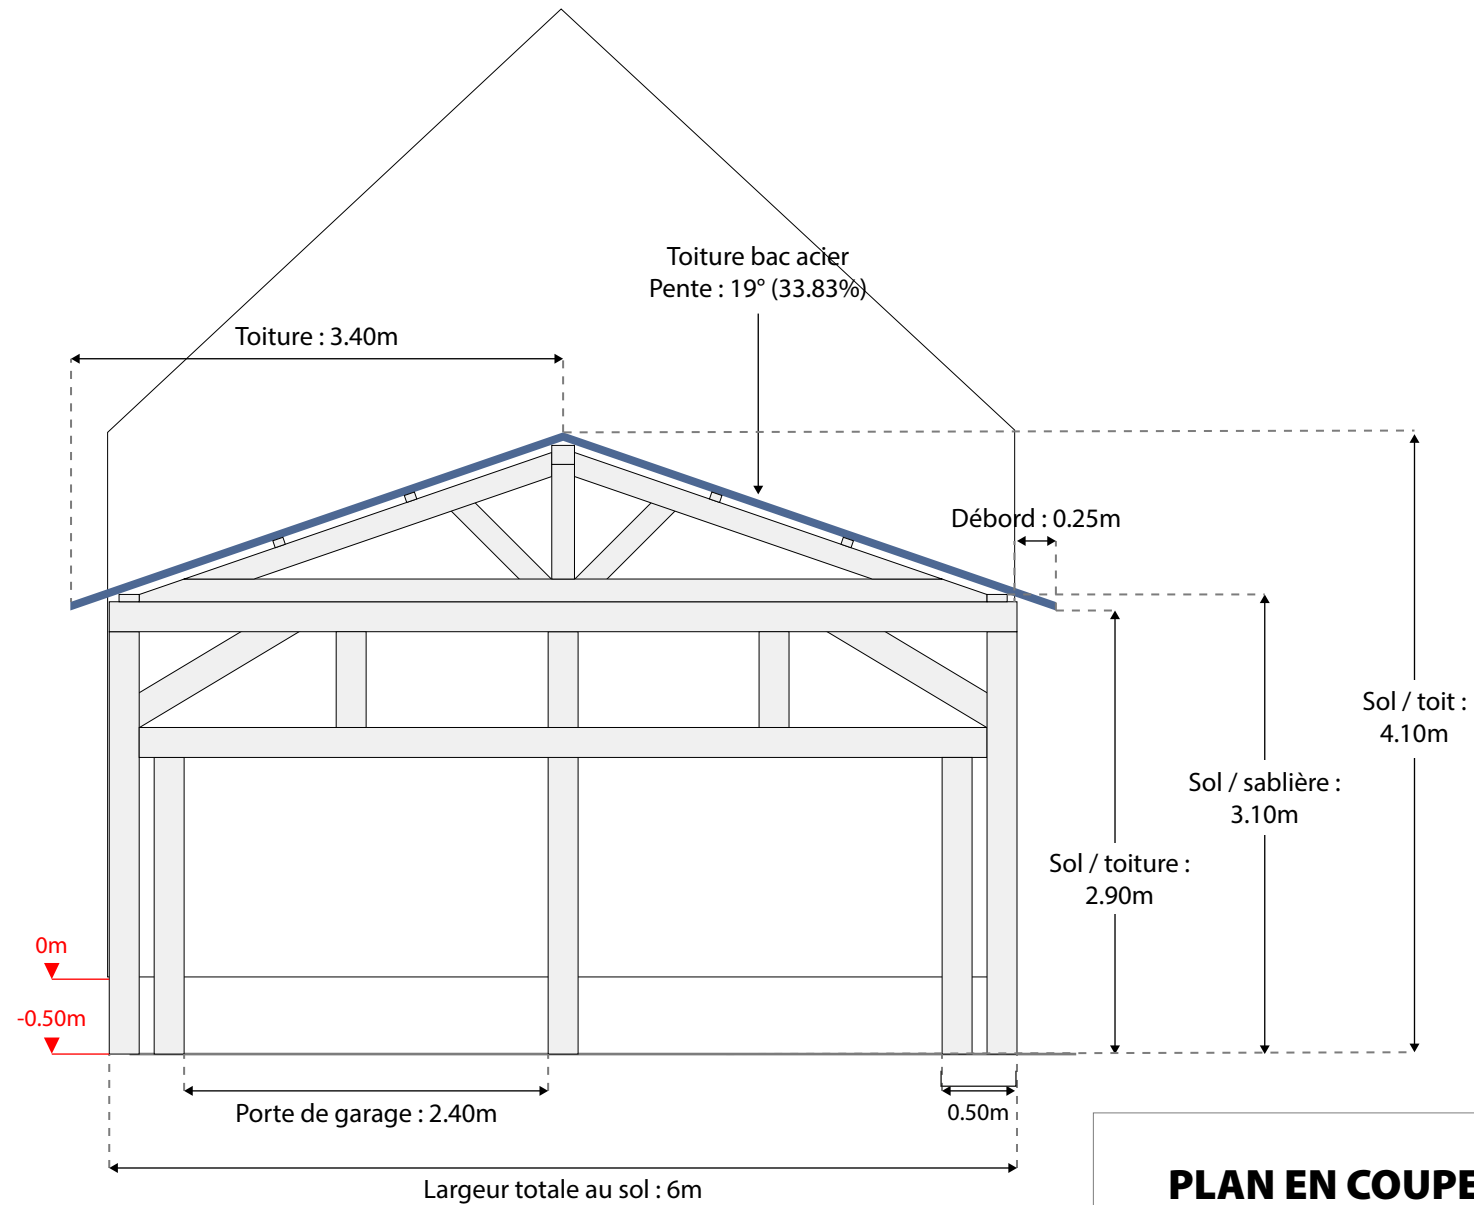 Toiture bac acier
Pente : 19° (33.83%)
Toiture : 3.40m
Débord : 0.25m
Sol / toit :
4.10m
Sol / sablière :
3.10m
Sol / toiture :
2.90m
0m
-0.50m
Porte de garage : 2.40m
0.50m
Largeur totale au sol : 6m
PLAN EN COUPE